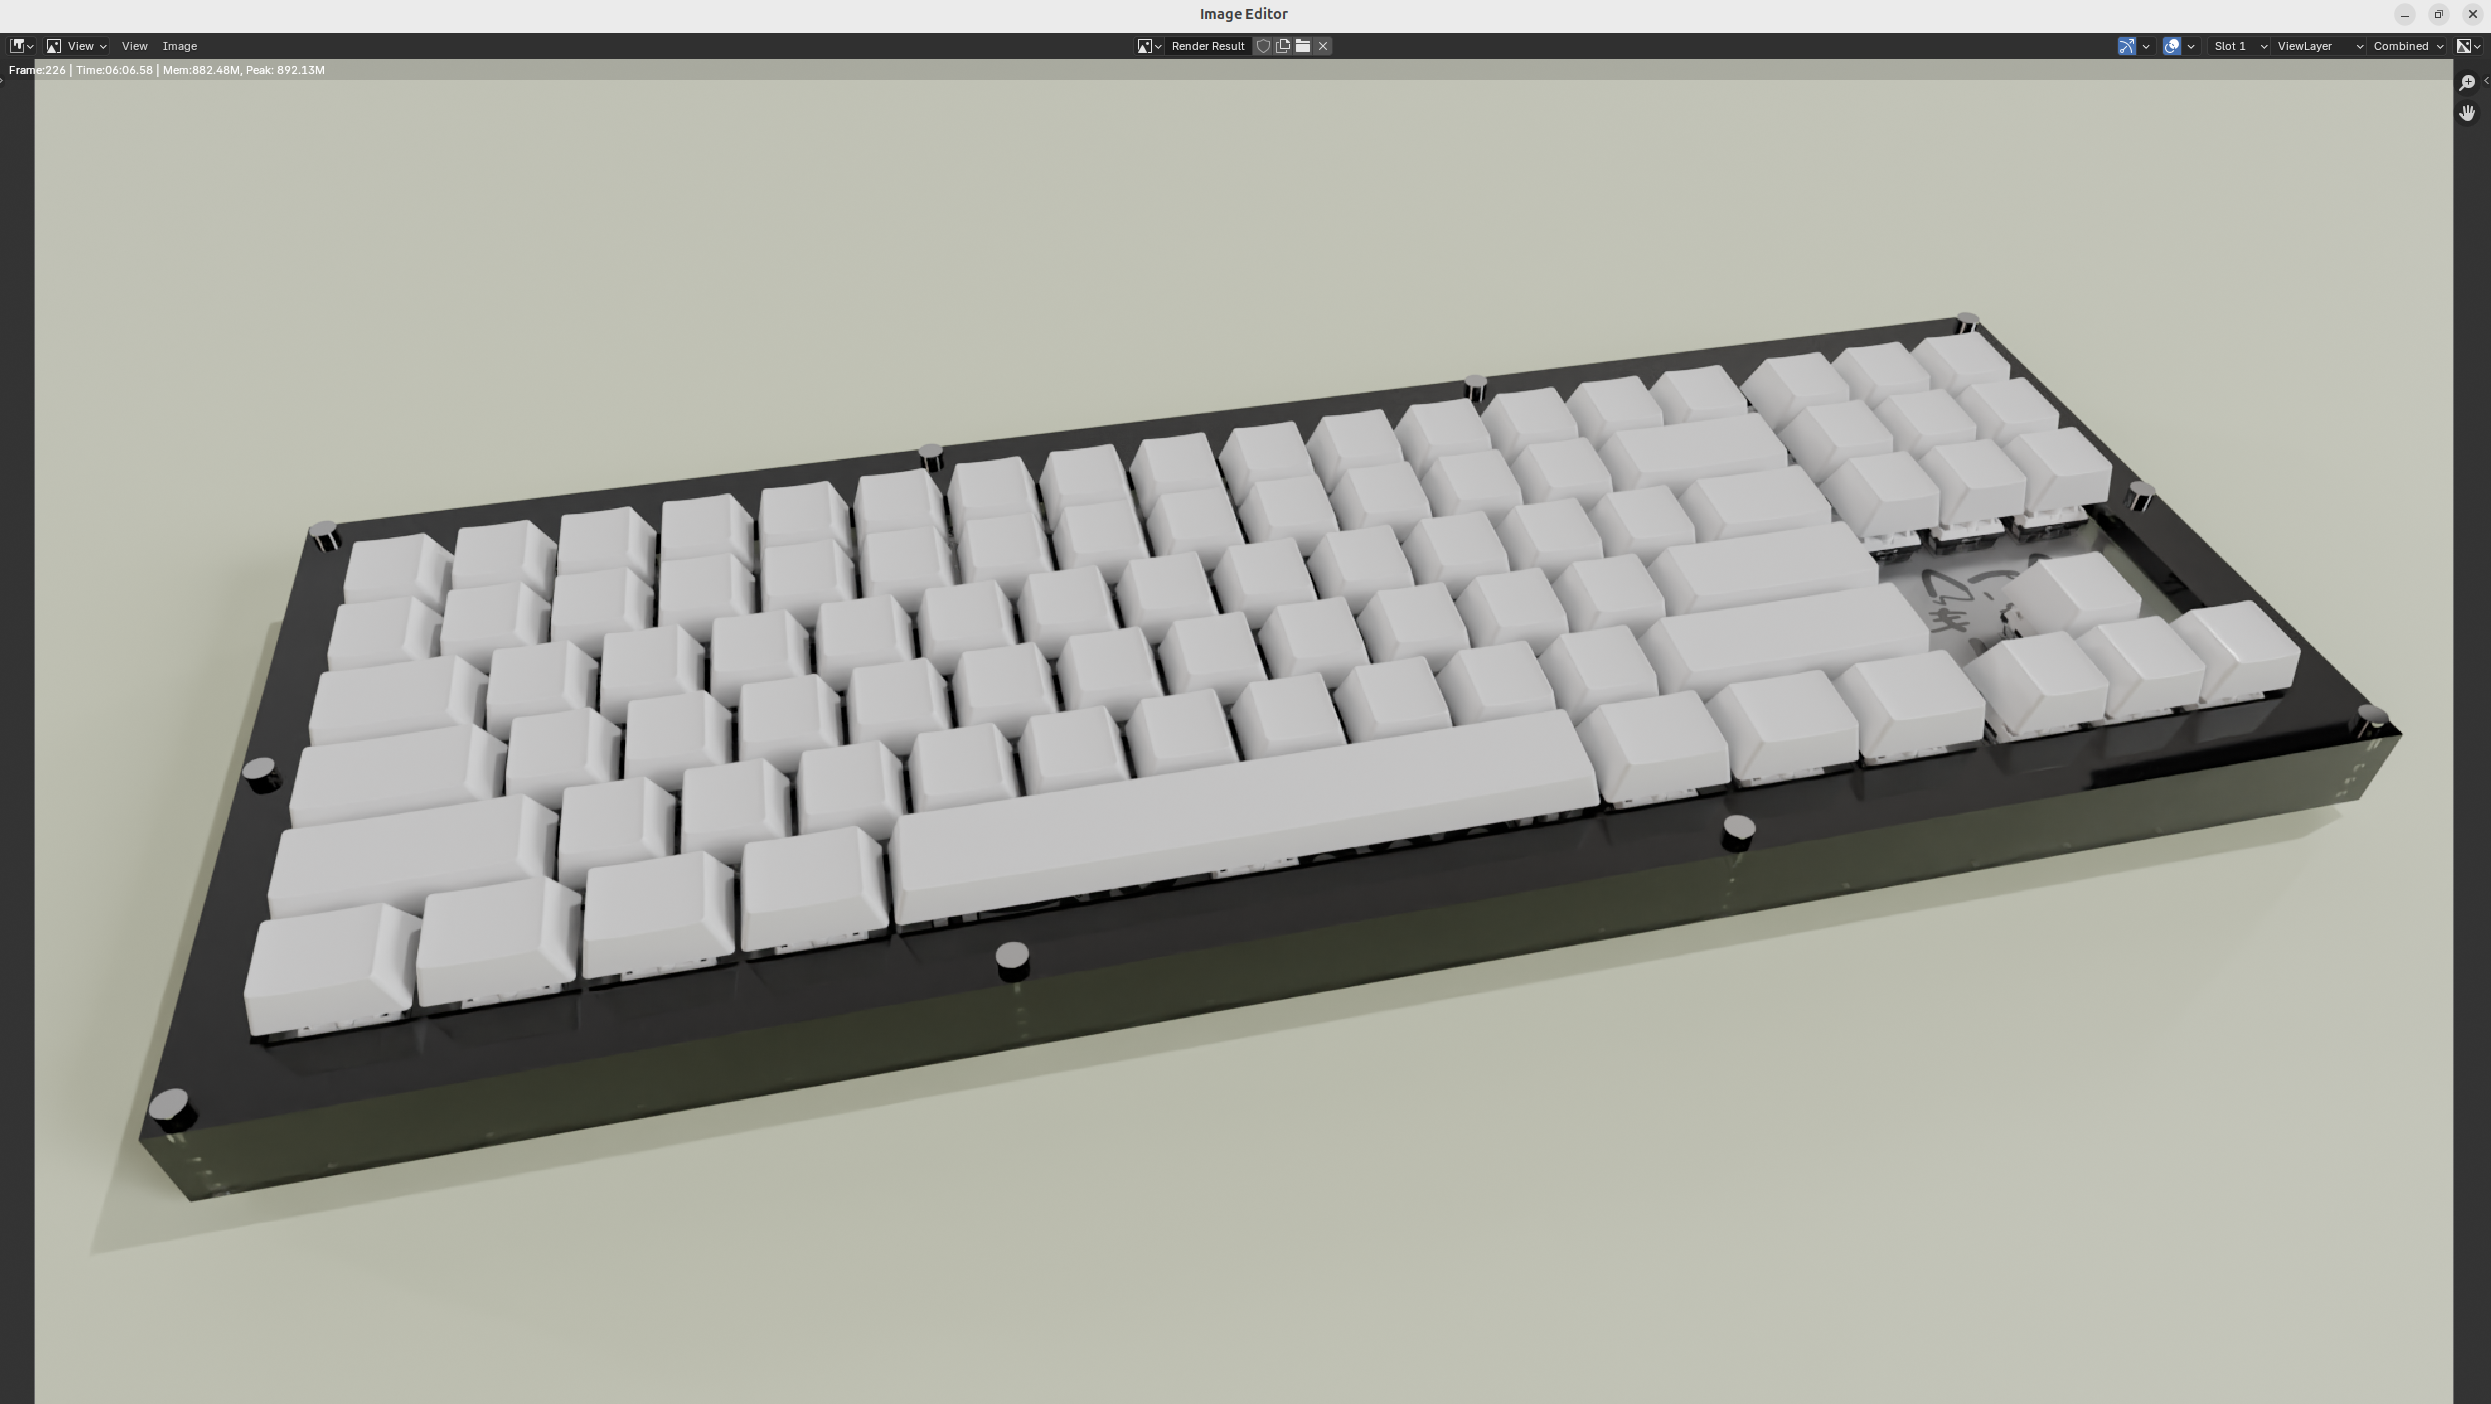 Image Editor
View View Image Render Result Slot 1 ViewLayer Combined
Frame:226 | Time:06:06.58 | Mem:882.48M, Peak: 892.13M